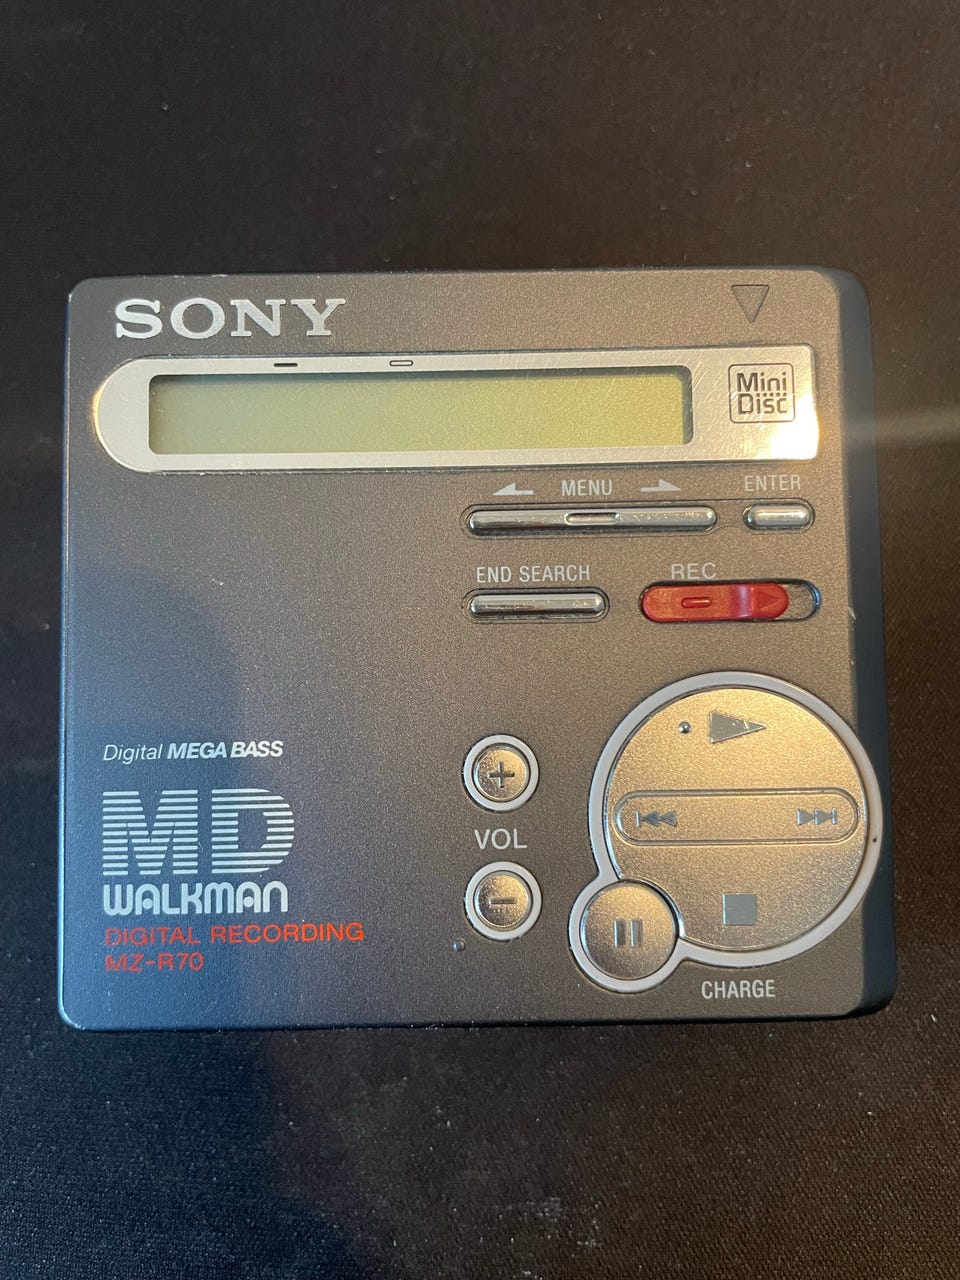 SONY
Mini
Disc
MENU
ENTER
END SEARCH
REC
Digital MEGA BASS
MD
WALKMAN
DIGITAL RECORDING
MZ-R70
+
VOL
−
CHARGE